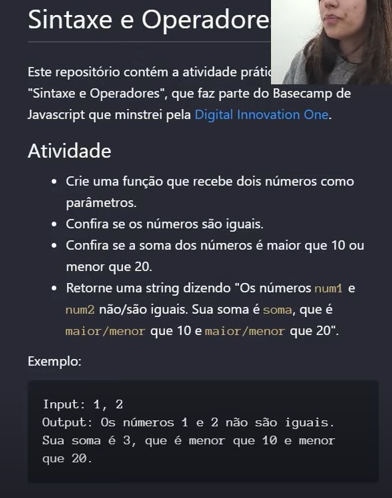 Sintaxe e Operadore
Este repositório contém a atividade prátic
"Sintaxe e Operadores", que faz parte do Basecamp de
Javascript que minstrei pela Digital Innovation One.
Atividade
• Crie uma função que recebe dois números como
parâmetros.
• Confira se os números são iguais.
• Confira se a soma dos números é maior que 10 ou
menor que 20.
• Retorne uma string dizendo "Os números num1 e
num2 não/são iguais. Sua soma é soma, que é
maior/menor que 10 e maior/menor que 20".
Exemplo:
Input: 1, 2
Output: Os números 1 e 2 não são iguais.
Sua soma é 3, que é menor que 10 e menor
que 20.